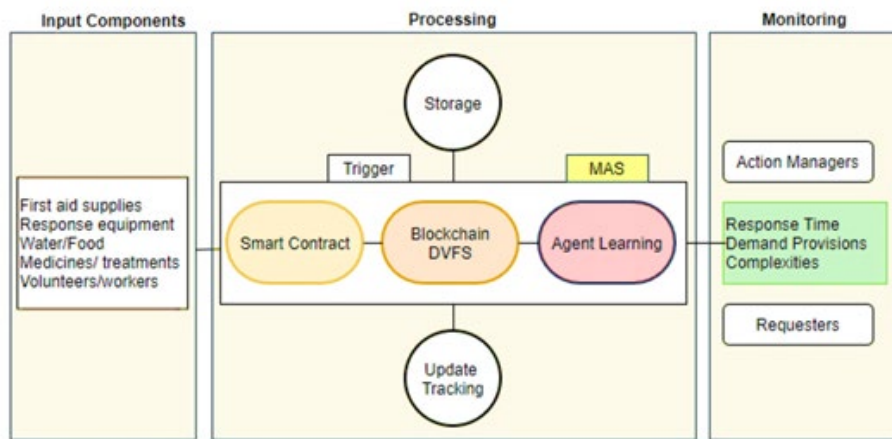 Input Components
Processing
Monitoring
Storage
Trigger
MAS
Action Managers
First aid supplies
Response equipment
Water/Food
Medicines/ treatments
Volunteers/workers
Smart Contract
Blockchain
DVFS
Agent Learning
Response Time
Demand Provisions
Complexities
Requesters
Update
Tracking